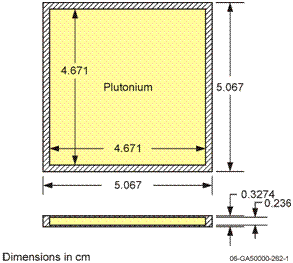 4.671
Plutonium
5.067
4.671
5.067
0.3274
0.236
Dimensions in cm
06-GA50000-262-1